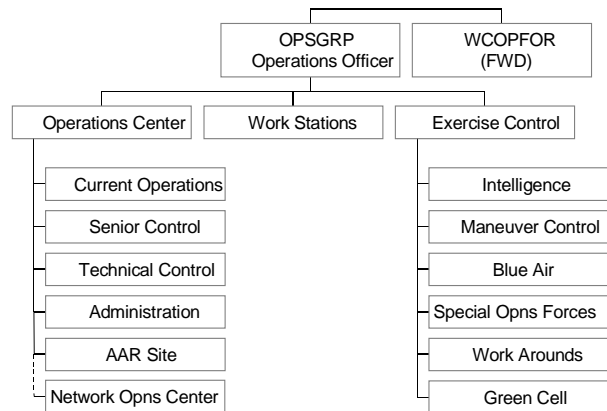 OPSGRP
Operations Officer
WCOPFOR
(FWD)
Operations Center
Work Stations
Exercise Control
Current Operations
Senior Control
Technical Control
Administration
AAR Site
Network Opns Center
Intelligence
Maneuver Control
Blue Air
Special Opns Forces
Work Arounds
Green Cell